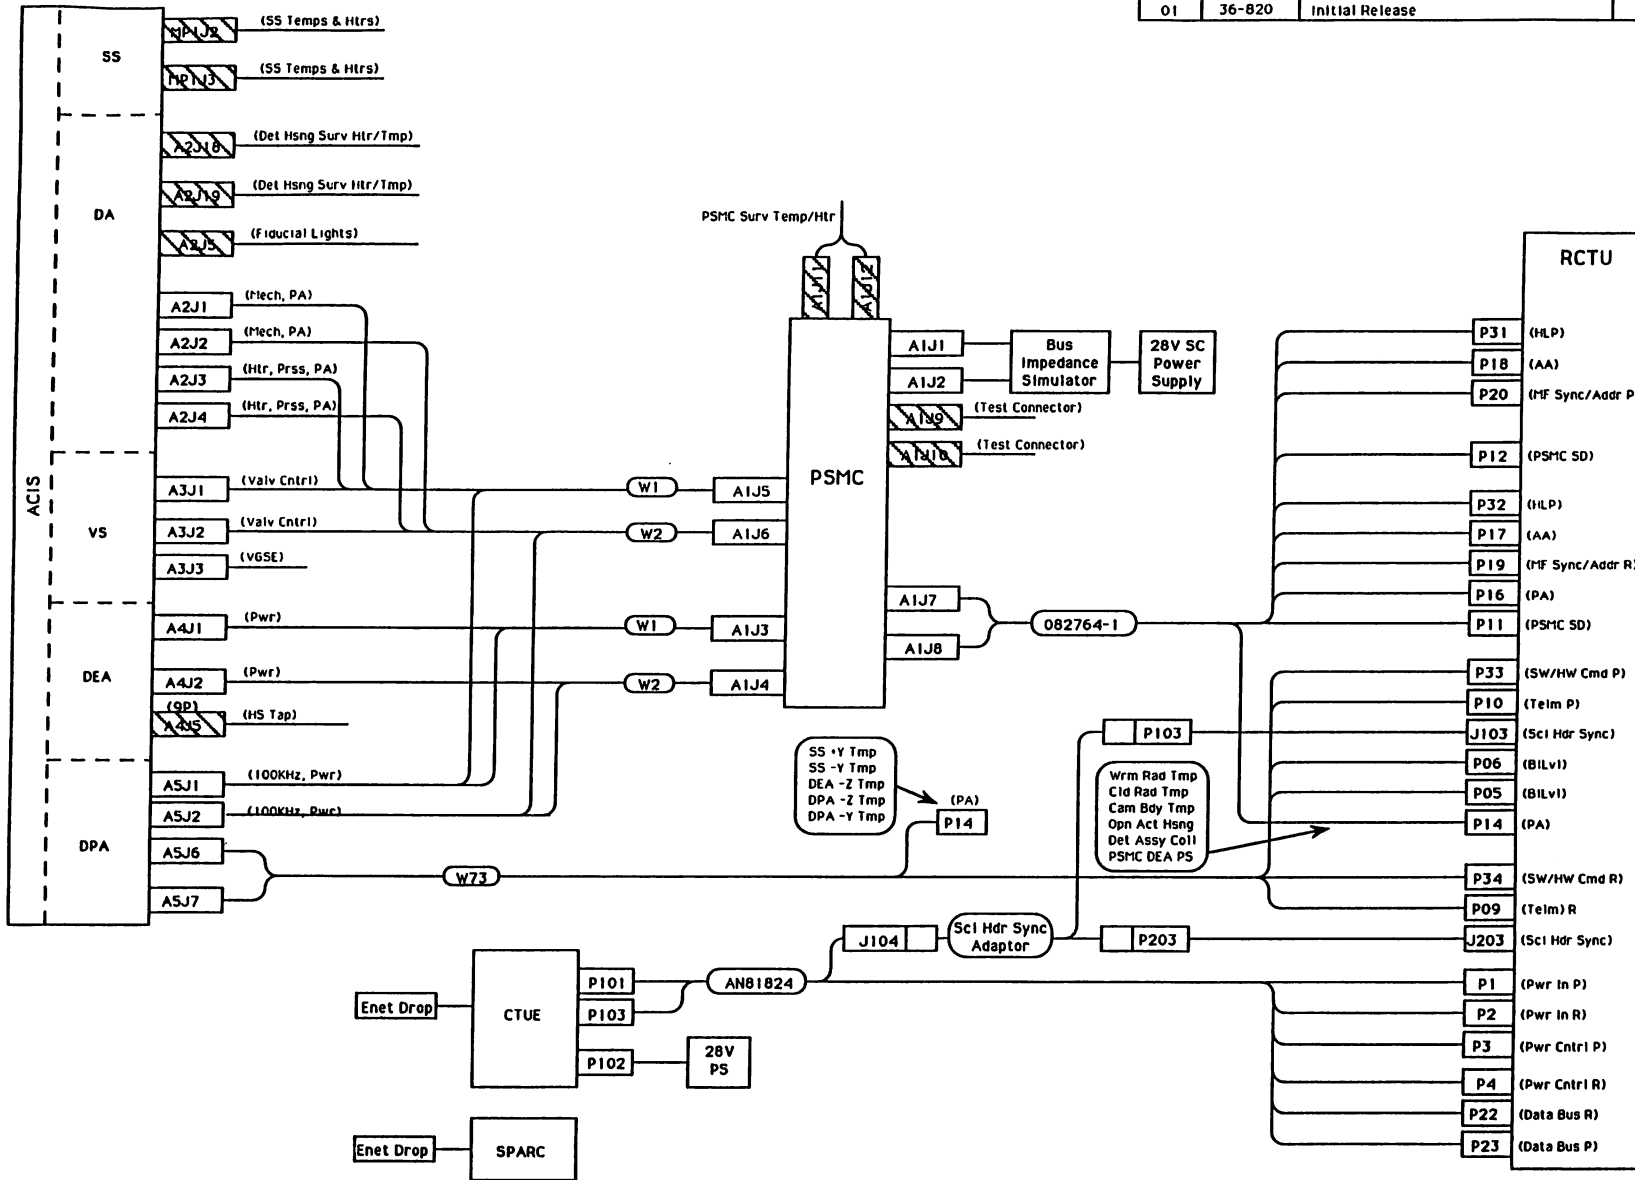 01 36-820 Initial Release
ACIS
SS
MP1J2 (SS Temps & Htrs)
MP1J3 (SS Temps & Htrs)
DA
A2J18 (Det Hsng Surv Htr/Tmp)
A2J19 (Det Hsng Surv Htr/Tmp)
A2J5 (Fiducial Lights)
A2J1 (Mech, PA)
A2J2 (Mech, PA)
A2J3 (Htr, Prss, PA)
A2J4 (Htr, Prss, PA)
VS
A3J1 (Valv Cntrl)
A3J2 (Valv Cntrl)
A3J3 (VGSE)
DEA
A4J1 (Pwr)
A4J2 (Pwr)
(9P)
A4J5 (HS Tap)
DPA
A5J1 (100KHz, Pwr)
A5J2 (100KHz, Pwr)
A5J6
A5J7
W1
W2
W1
W2
W73
PSMC Surv Temp/Htr
A1J11
A1J12
PSMC
A1J5
A1J6
A1J3
A1J4
A1J1
A1J2
A1J9 (Test Connector)
A1J10 (Test Connector)
A1J7
A1J8
Bus
Impedance
Simulator
28V SC
Power
Supply
082764-1
SS +Y Tmp
SS -Y Tmp
DEA -Z Tmp
DPA -Z Tmp
DPA -Y Tmp
(PA)
P14
P103
Wrm Rad Tmp
Cld Rad Tmp
Cam Bdy Tmp
Opn Act Hsng
Det Assy Coll
PSMC DEA PS
J104
Sci Hdr Sync
Adaptor
P203
Enet Drop
CTUE
P101
P103
P102
AN81824
28V
PS
Enet Drop
SPARC
RCTU
P31 (HLP)
P18 (AA)
P20 (MF Sync/Addr P
P12 (PSMC SD)
P32 (HLP)
P17 (AA)
P19 (MF Sync/Addr R)
P16 (PA)
P11 (PSMC SD)
P33 (SW/HW Cmd P)
P10 (Telm P)
J103 (Sci Hdr Sync)
P06 (BiLvl)
P05 (BiLvl)
P14 (PA)
P34 (SW/HW Cmd R)
P09 (Telm) R
J203 (Sci Hdr Sync)
P1 (Pwr In P)
P2 (Pwr In R)
P3 (Pwr Cntrl P)
P4 (Pwr Cntrl R)
P22 (Data Bus R)
P23 (Data Bus P)